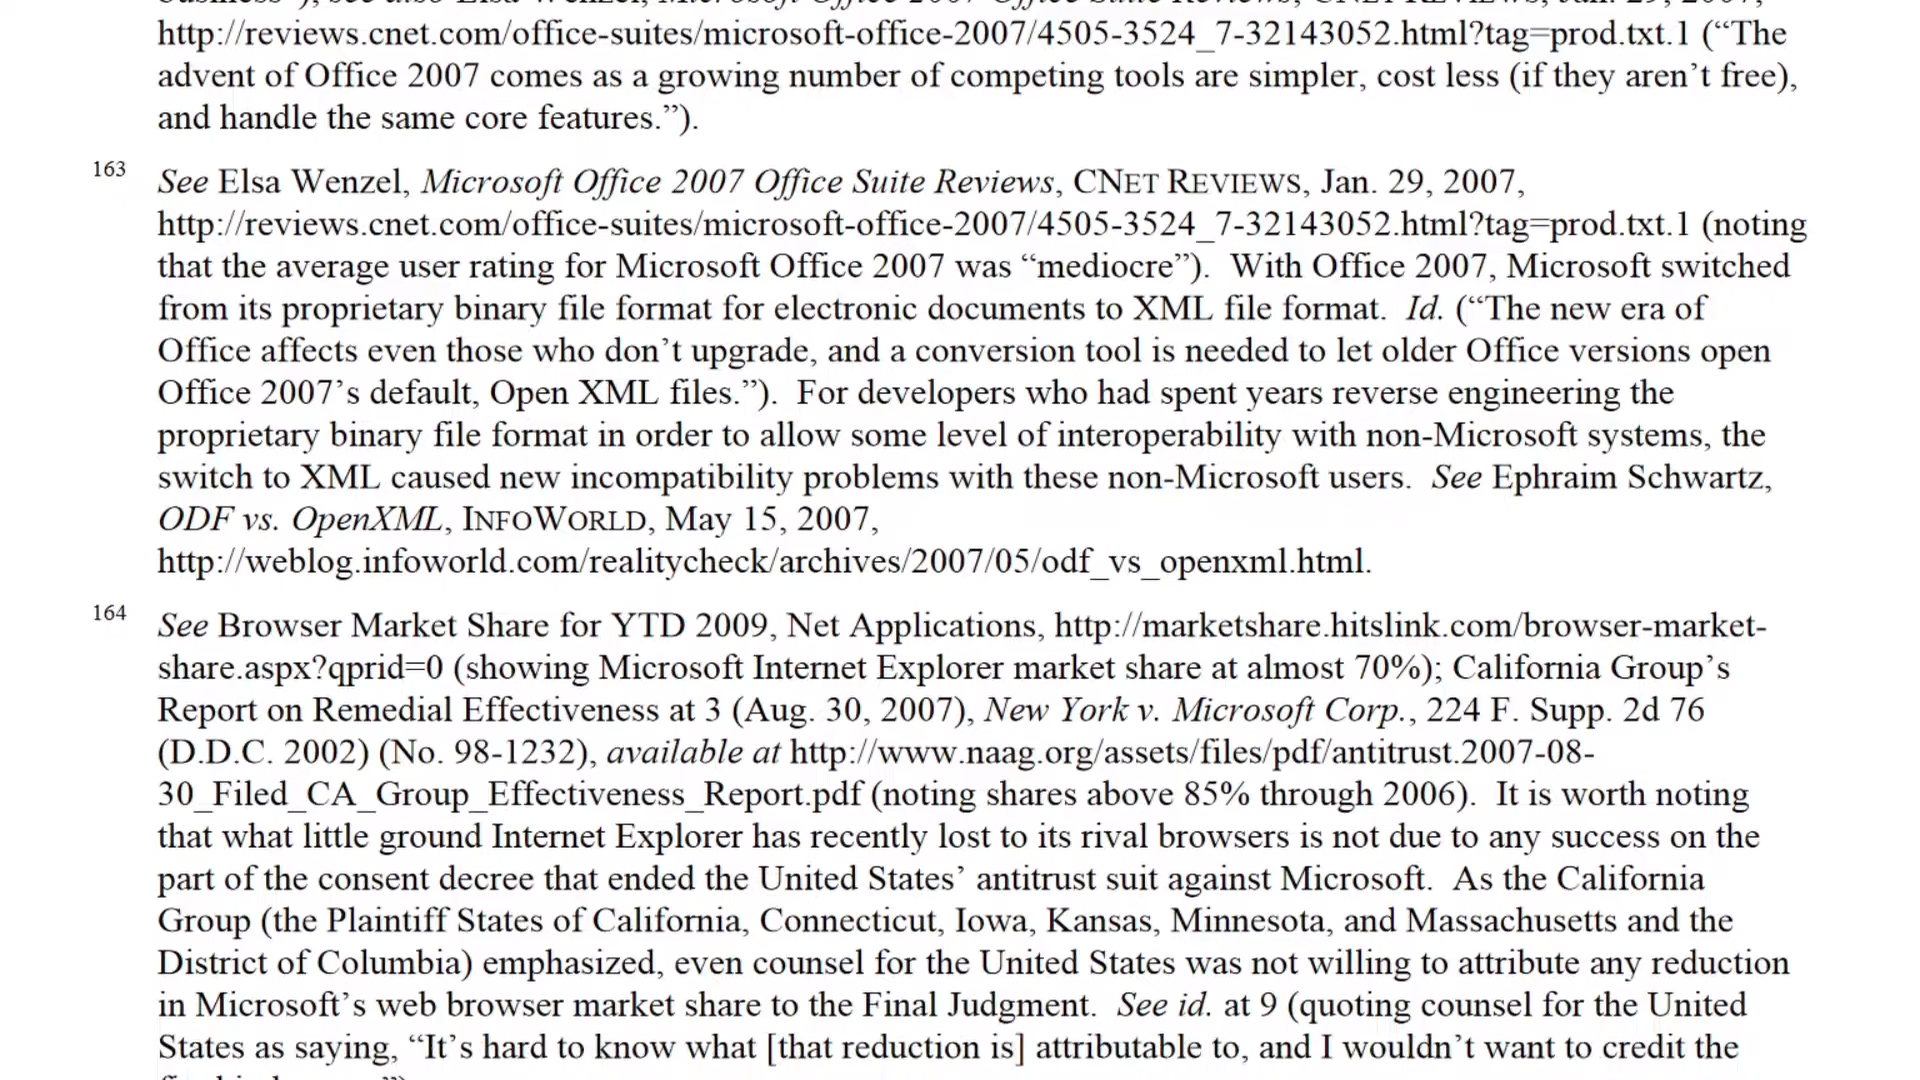 business”), see also Elsa Wenzel, Microsoft Office 2007 Office Suite Reviews, CNET REVIEWS, Jan. 29, 2007,
http://reviews.cnet.com/office-suites/microsoft-office-2007/4505-3524_7-32143052.html?tag=prod.txt.1 (“The
advent of Office 2007 comes as a growing number of competing tools are simpler, cost less (if they aren’t free),
and handle the same core features.”).
163 See Elsa Wenzel, Microsoft Office 2007 Office Suite Reviews, CNET REVIEWS, Jan. 29, 2007,
http://reviews.cnet.com/office-suites/microsoft-office-2007/4505-3524_7-32143052.html?tag=prod.txt.1 (noting
that the average user rating for Microsoft Office 2007 was “mediocre”). With Office 2007, Microsoft switched
from its proprietary binary file format for electronic documents to XML file format. Id. (“The new era of
Office affects even those who don’t upgrade, and a conversion tool is needed to let older Office versions open
Office 2007’s default, Open XML files.”). For developers who had spent years reverse engineering the
proprietary binary file format in order to allow some level of interoperability with non-Microsoft systems, the
switch to XML caused new incompatibility problems with these non-Microsoft users. See Ephraim Schwartz,
ODF vs. OpenXML, INFOWORLD, May 15, 2007,
http://weblog.infoworld.com/realitycheck/archives/2007/05/odf_vs_openxml.html.
164 See Browser Market Share for YTD 2009, Net Applications, http://marketshare.hitslink.com/browser-market-
share.aspx?qprid=0 (showing Microsoft Internet Explorer market share at almost 70%); California Group’s
Report on Remedial Effectiveness at 3 (Aug. 30, 2007), New York v. Microsoft Corp., 224 F. Supp. 2d 76
(D.D.C. 2002) (No. 98-1232), available at http://www.naag.org/assets/files/pdf/antitrust.2007-08-
30_Filed_CA_Group_Effectiveness_Report.pdf (noting shares above 85% through 2006). It is worth noting
that what little ground Internet Explorer has recently lost to its rival browsers is not due to any success on the
part of the consent decree that ended the United States’ antitrust suit against Microsoft. As the California
Group (the Plaintiff States of California, Connecticut, Iowa, Kansas, Minnesota, and Massachusetts and the
District of Columbia) emphasized, even counsel for the United States was not willing to attribute any reduction
in Microsoft’s web browser market share to the Final Judgment. See id. at 9 (quoting counsel for the United
States as saying, “It’s hard to know what [that reduction is] attributable to, and I wouldn’t want to credit the